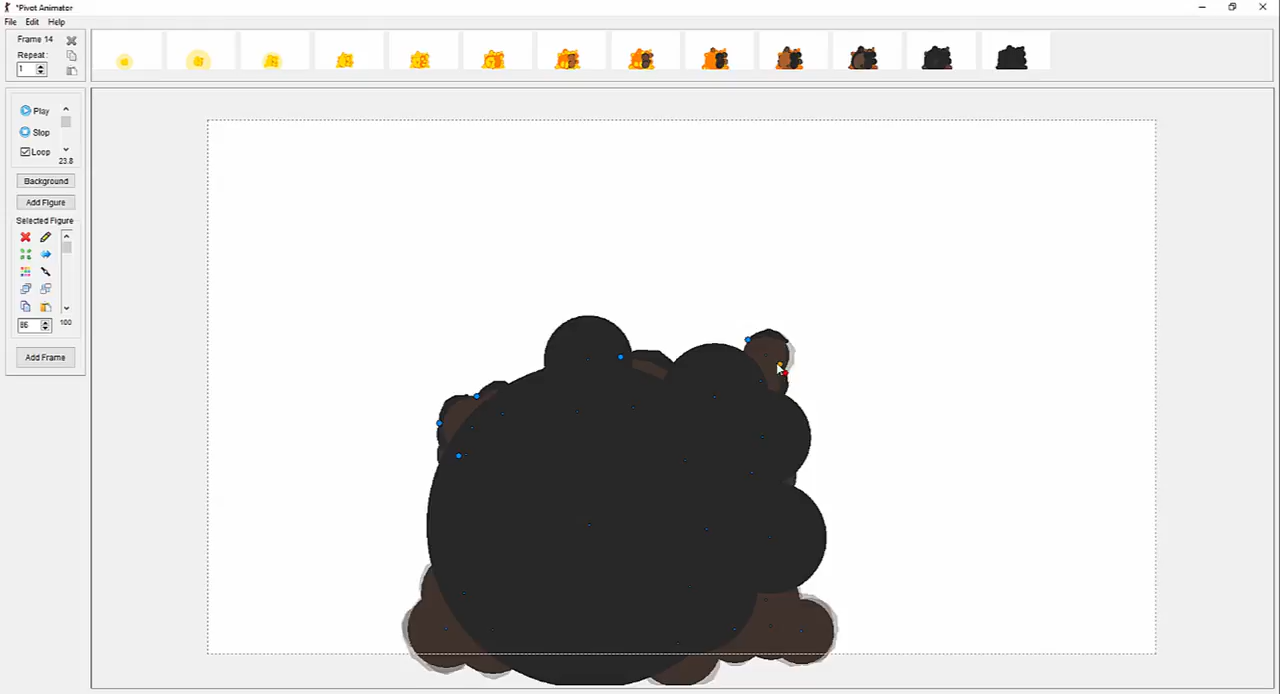 *Pivot Animator
File Edit Help
Frame 14
Repeat:
1
Play
Stop
Loop
23.8
Background
Add Figure
Selected Figure
86
100
Add Frame